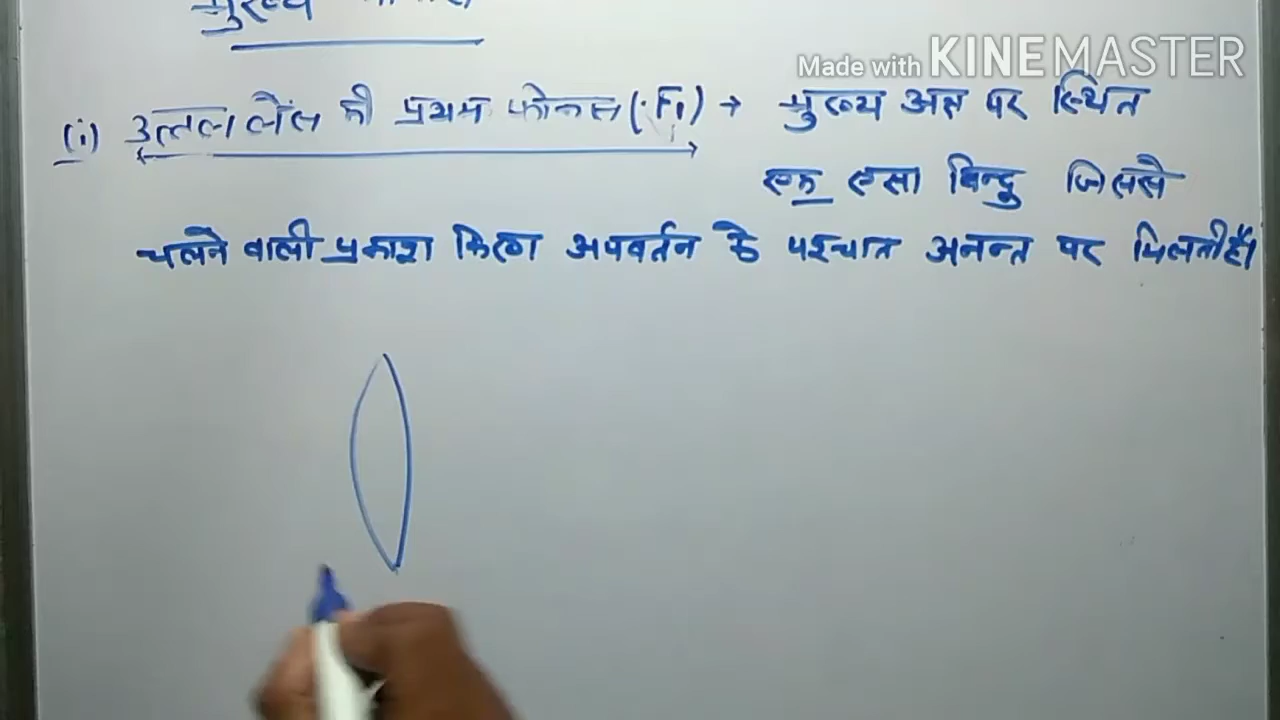 मुख्य
Made with KINEMASTER
(i) उत्तल लेंस की प्रथम फोकस (F1) → मुख्य अक्ष पर स्थित
एक ऐसा बिन्दु जिससे
चलने वाली प्रकाश किरण अपवर्तन के पश्चात अनन्त पर मिलती है।